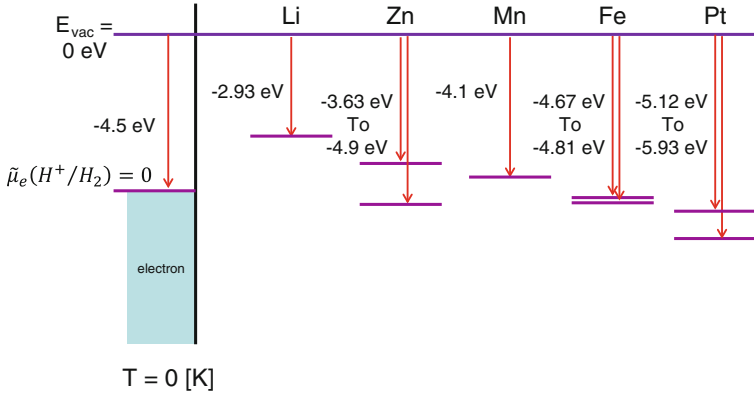 E_vac =
0 eV
Li
Zn
Mn
Fe
Pt
-4.5 eV
-2.93 eV
-3.63 eV
To
-4.9 eV
-4.1 eV
-4.67 eV
To
-4.81 eV
-5.12 eV
To
-5.93 eV
μ̃_e(H⁺/H₂) = 0
electron
T = 0 [K]